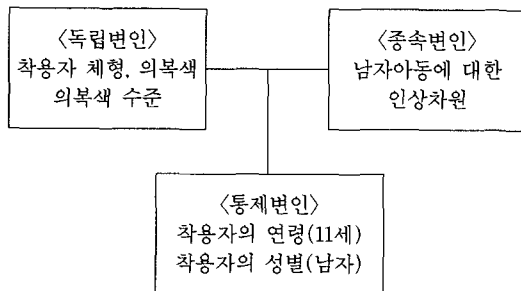 〈독립변인〉
착용자 체형, 의복색
의복색 수준
〈종속변인〉
남자아동에 대한
인상차원
〈통제변인〉
착용자의 연령(11세)
착용자의 성별(남자)